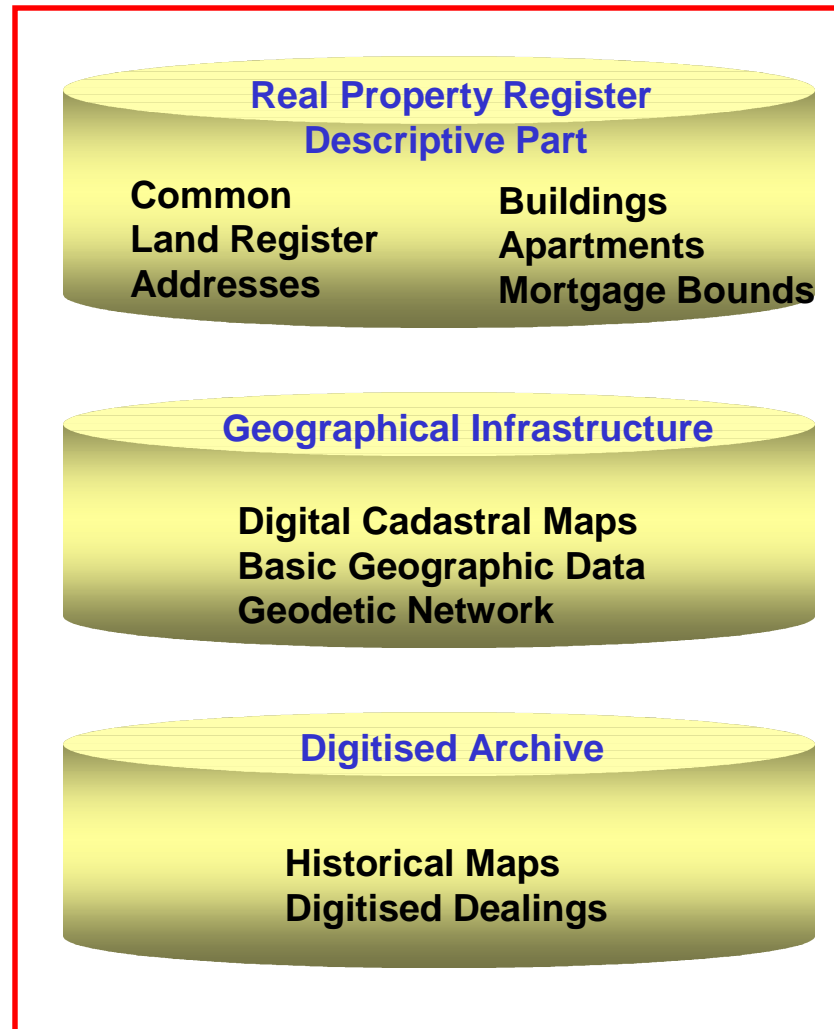 Real Property Register
Descriptive Part
Common
Land Register
Addresses
Buildings
Apartments
Mortgage Bounds
Geographical Infrastructure
Digital Cadastral Maps
Basic Geographic Data
Geodetic Network
Digitised Archive
Historical Maps
Digitised Dealings